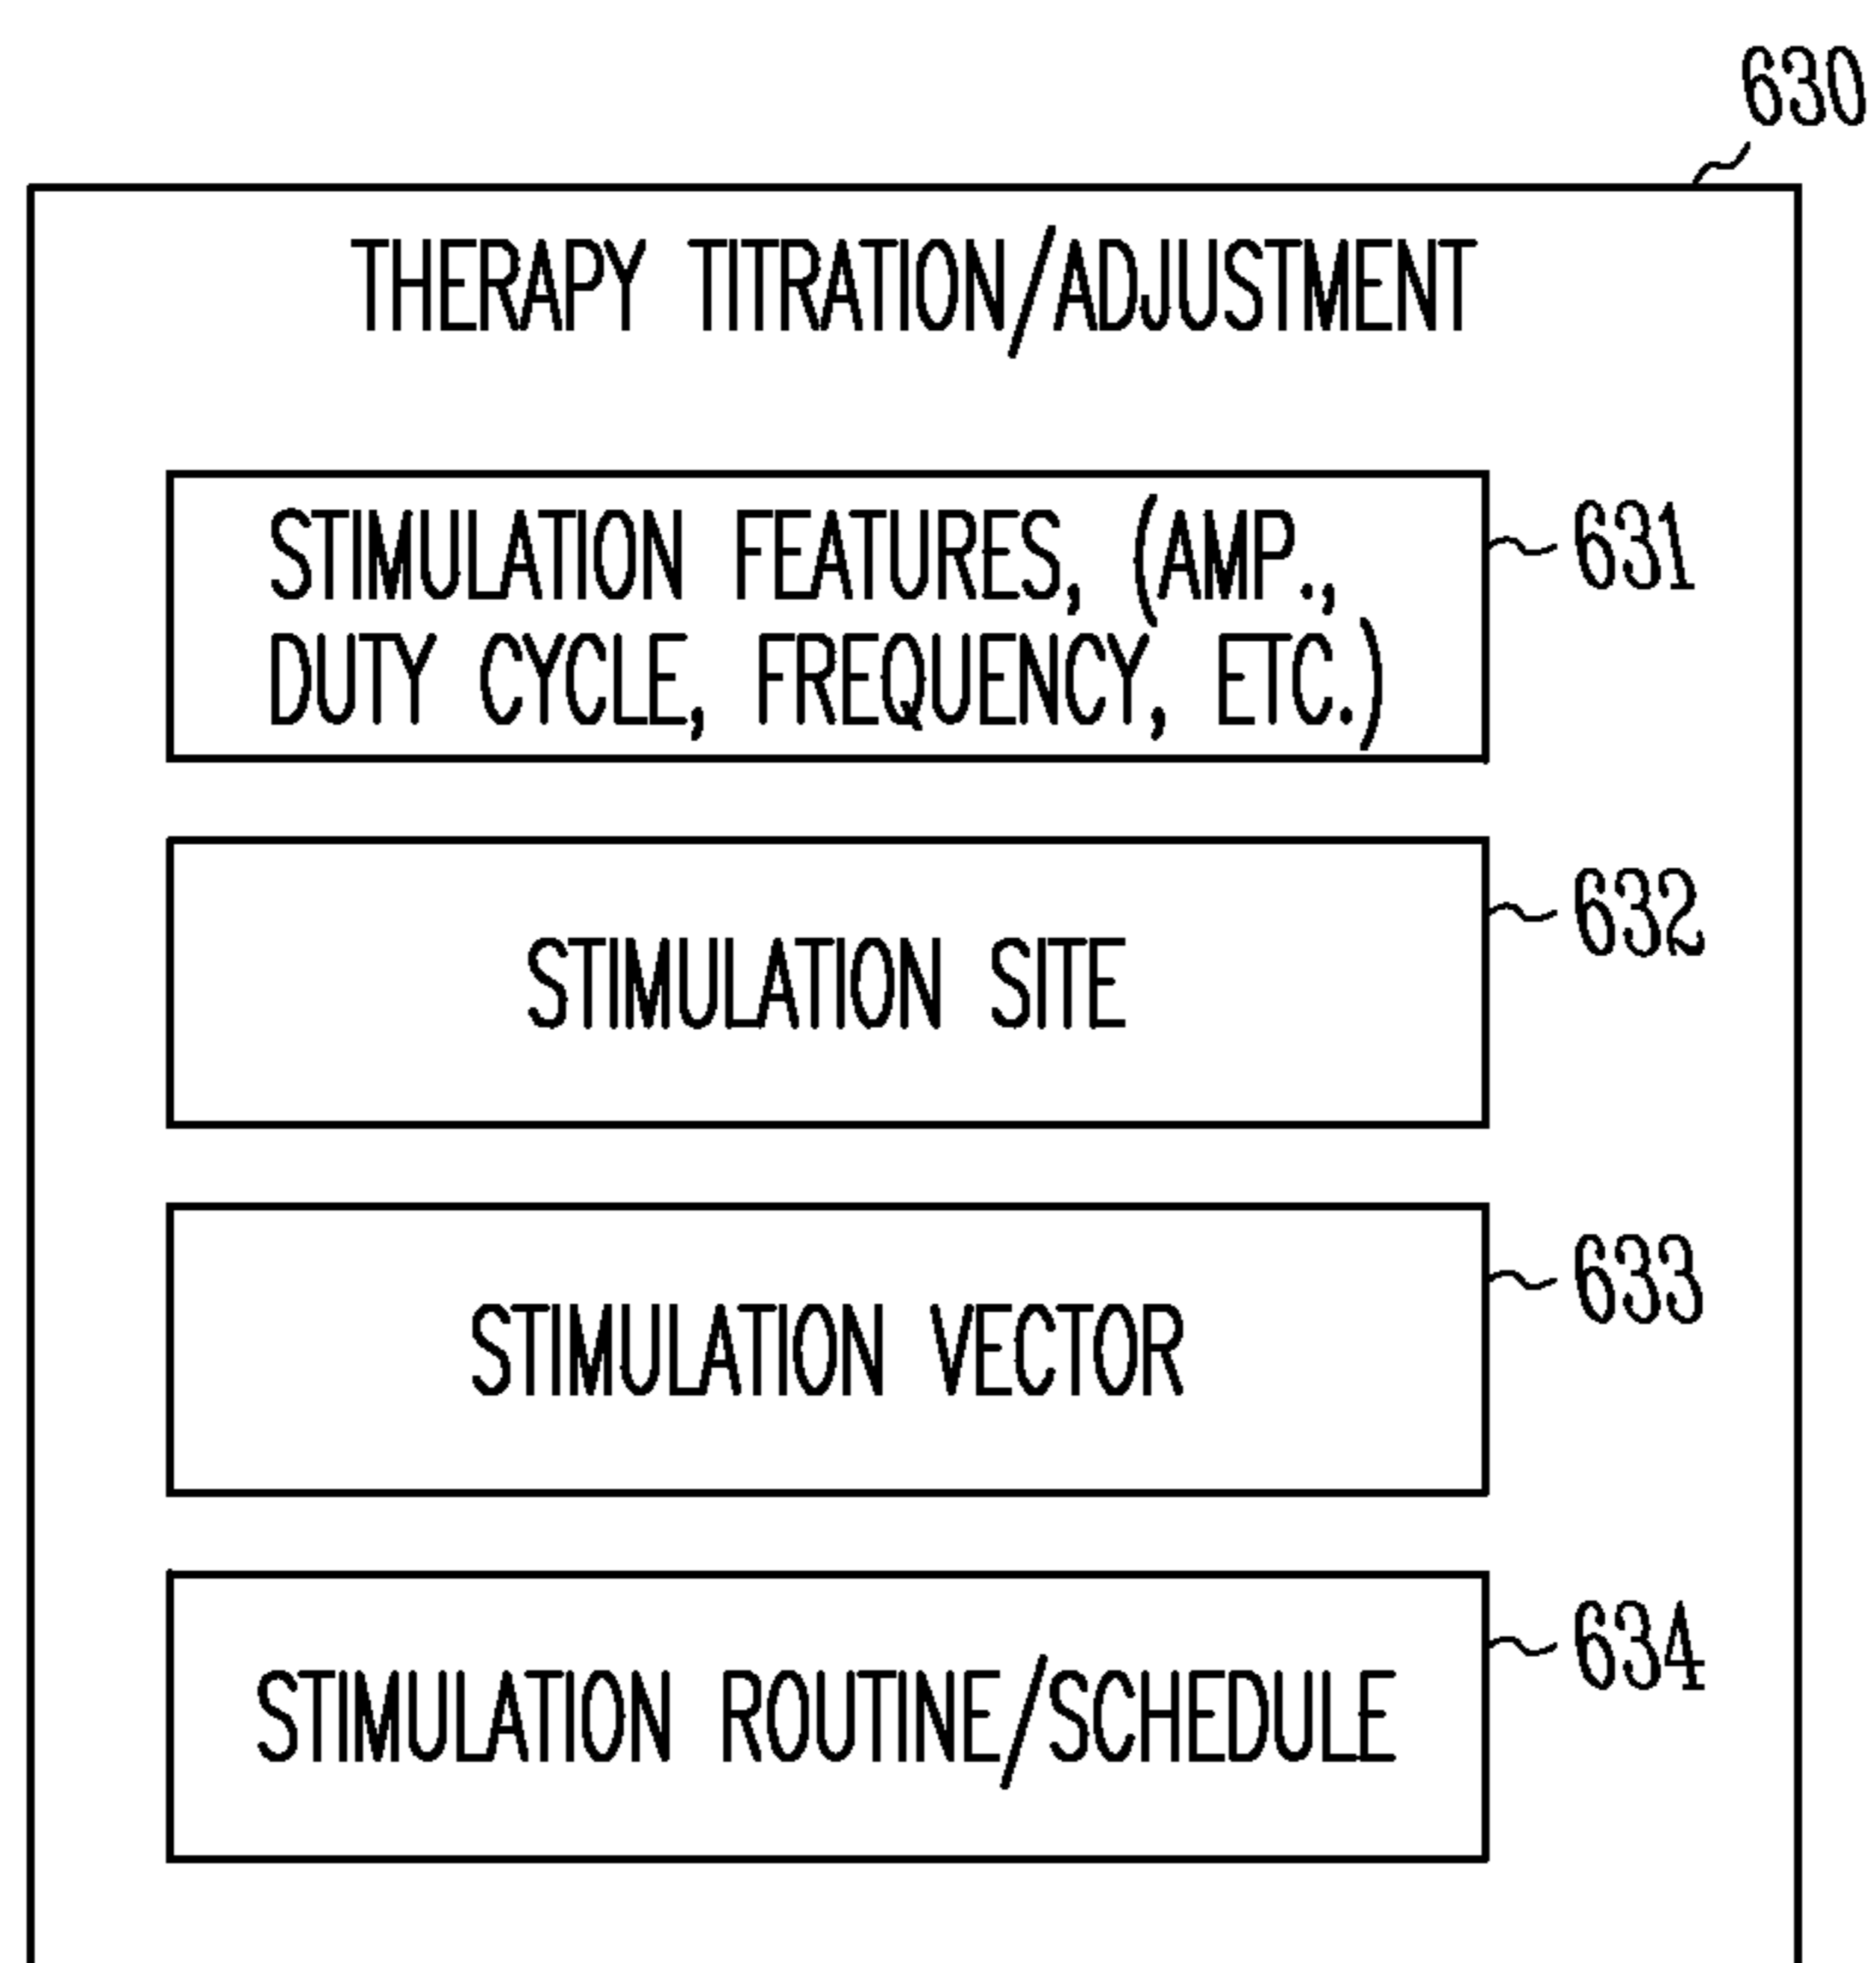 630
THERAPY TITRATION/ADJUSTMENT
STIMULATION FEATURES, (AMP.,
DUTY CYCLE, FREQUENCY, ETC.)
631
STIMULATION SITE
632
STIMULATION VECTOR
633
STIMULATION ROUTINE/SCHEDULE
634